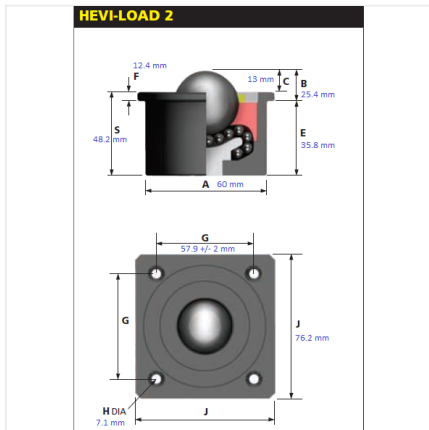 HEVI-LOAD 2
12.4 mm
F
13 mm
C
B
25.4 mm
S
48.2 mm
E
35.8 mm
A 60 mm
G
57.9 +/- 2 mm
G
J
76.2 mm
H DIA
7.1 mm
J